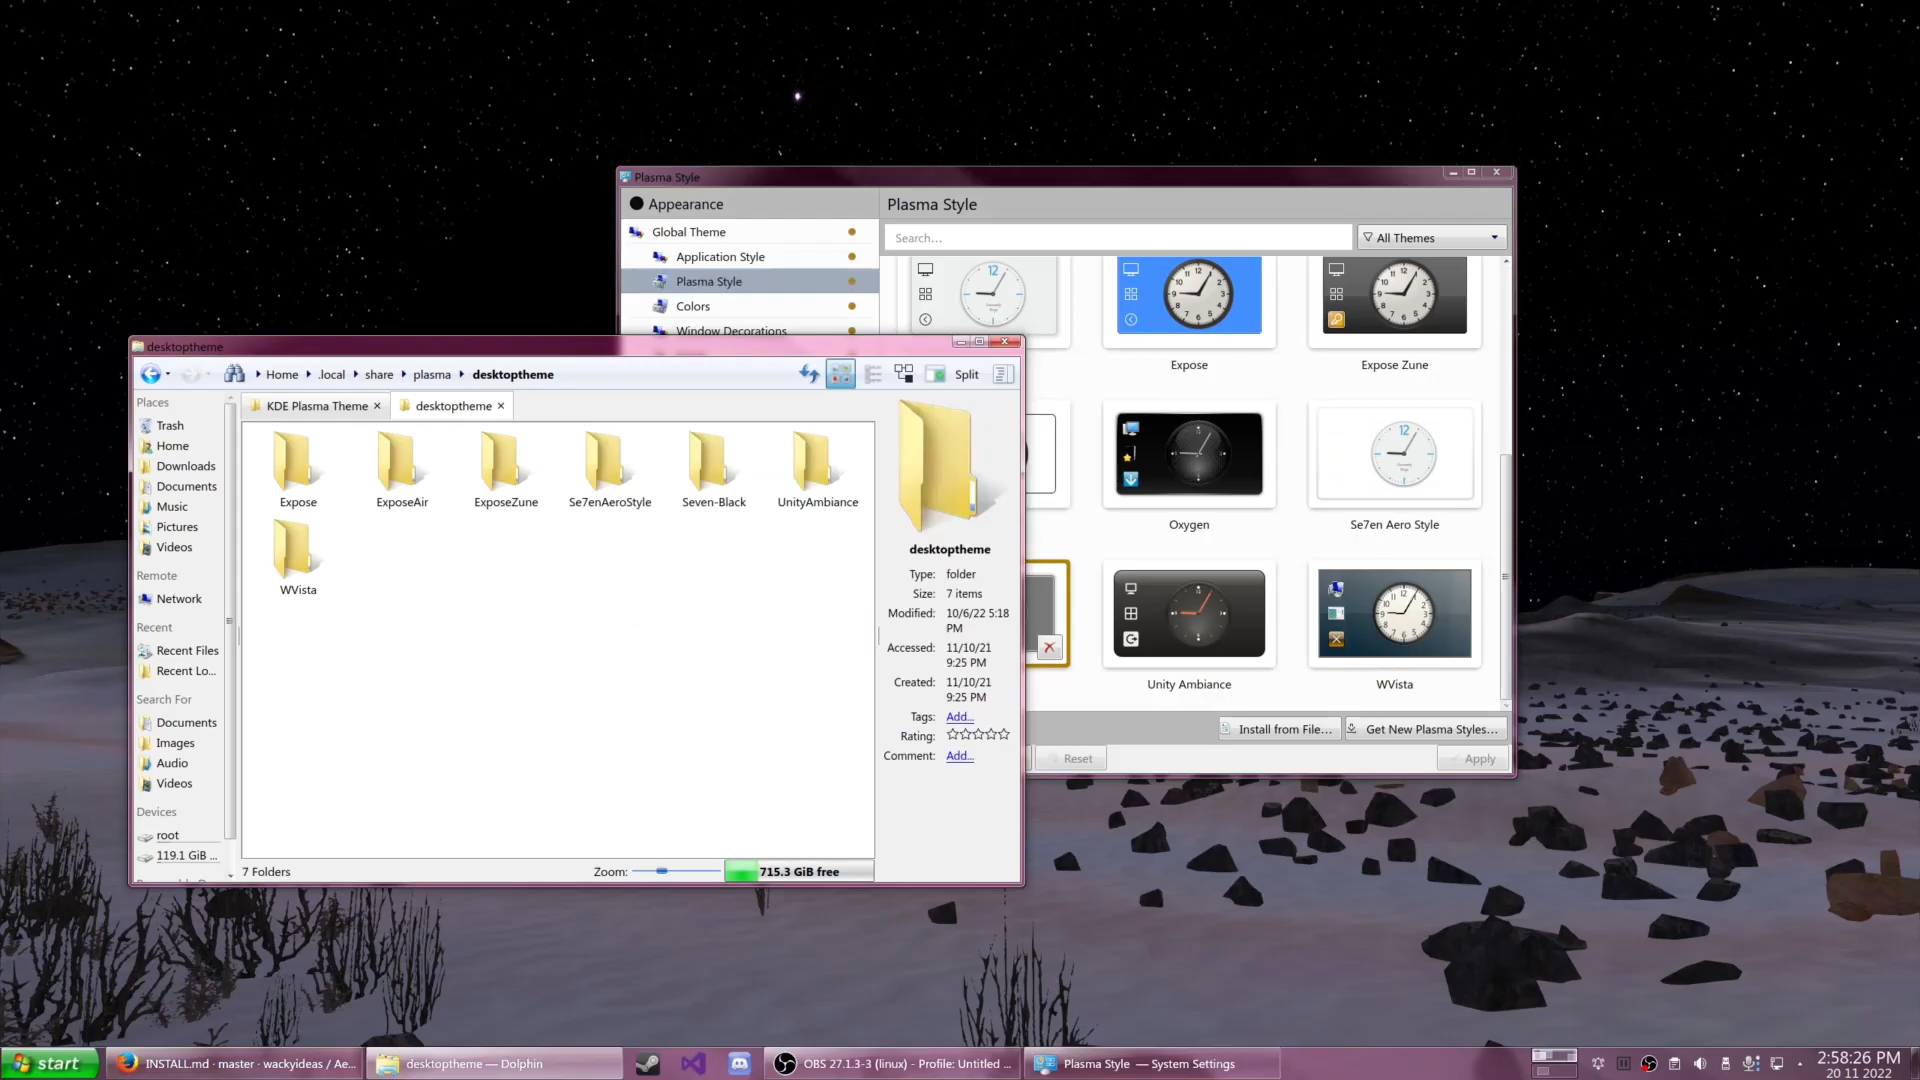 Plasma Style
Appearance
Plasma Style
Global Theme
Search...
All Themes
Application Style
Plasma Style
Colors
Window Decorations
Expose
Expose Zune
Oxygen
Se7en Aero Style
Unity Ambiance
WVista
Install from File...
Get New Plasma Styles...
Reset
Apply
desktoptheme
Home
.local
share
plasma
desktoptheme
Split
Places
KDE Plasma Theme
desktoptheme
Trash
Home
Downloads
Documents
Music
Pictures
Videos
Remote
Network
Recent
Recent Files
Recent Lo...
Search For
Documents
Images
Audio
Videos
Devices
root
119.1 GiB ...
Expose
ExposeAir
ExposeZune
Se7enAeroStyle
Seven-Black
UnityAmbiance
WVista
desktoptheme
Type: folder
Size: 7 items
Modified: 10/6/22 5:18
PM
Accessed: 11/10/21
9:25 PM
Created: 11/10/21
9:25 PM
Tags: Add...
Rating:
Comment: Add...
7 Folders
Zoom:
715.3 GiB free
start
INSTALL.md · master · wackyideas / Ae...
desktoptheme — Dolphin
OBS 27.1.3-3 (linux) - Profile: Untitled ...
Plasma Style — System Settings
2:58:26 PM
20 11 2022